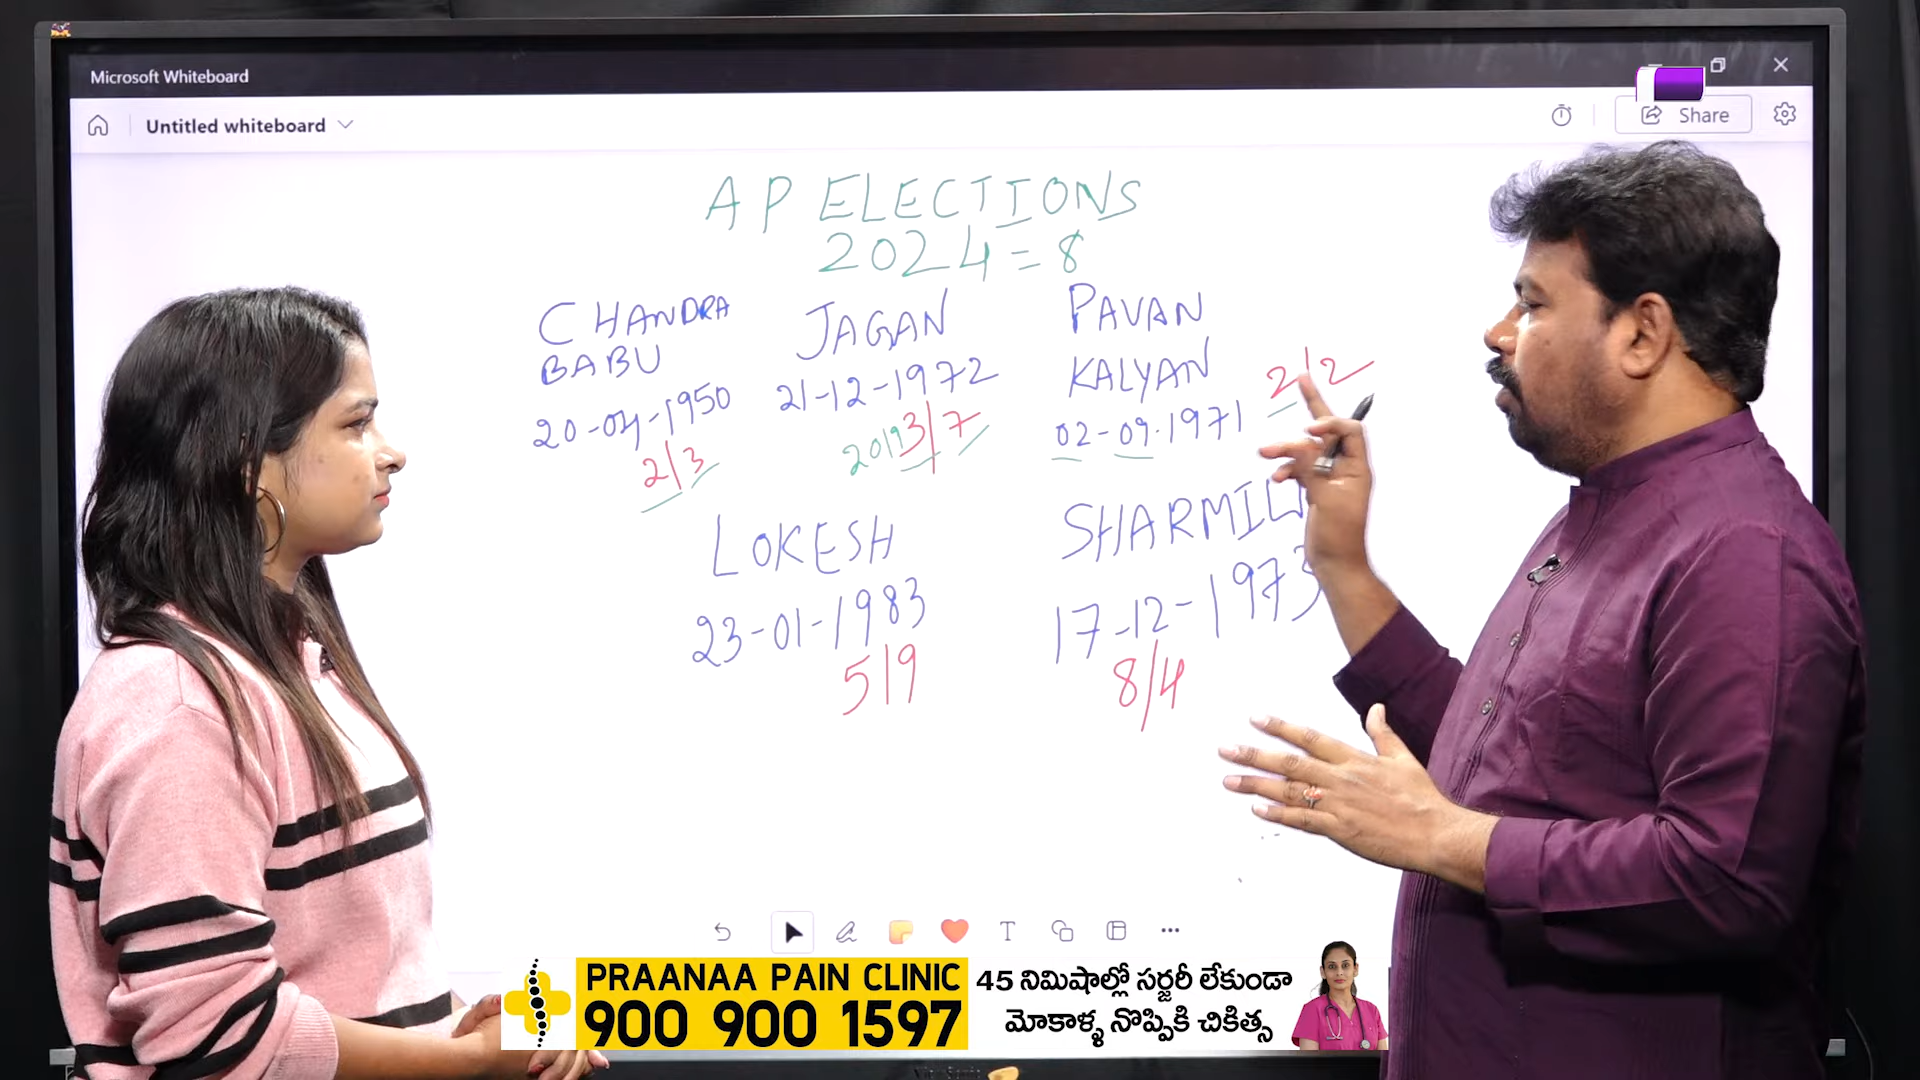 Microsoft Whiteboard
Untitled whiteboard
Share
A P ELECTIONS
2024 = 8
CHANDRA
BABU
20-04-1950
2/3
JAGAN
21-12-1972
2019 3/7
PAVAN
KALYAN
2/2
02-09.1971
LOKESH
23-01-1983
5/9
SHARMIL
17-12-1973
8/4
T
PRAANAA PAIN CLINIC
900 900 1597
45 నిమిషాల్లో సర్జరీ లేకుండా
మోకాళ్ళ నొప్పికి చికిత్స